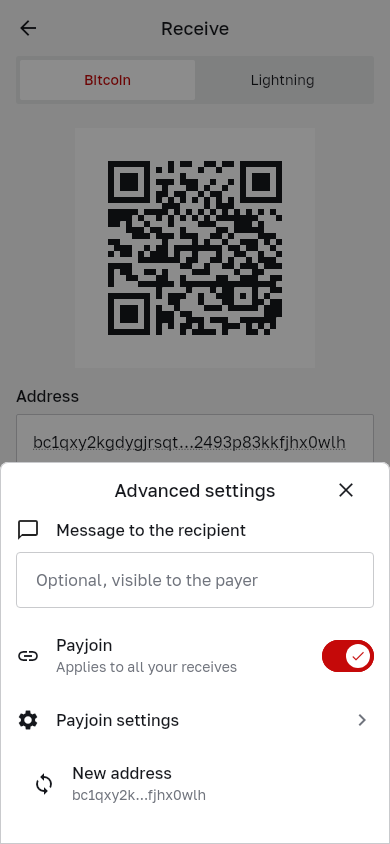 Receive
Bitcoin
Lightning
Address
bc1qxy2kgdygjrsqt...2493p83kkfjhx0wlh
Advanced settings
Message to the recipient
Optional, visible to the payer
Payjoin
Applies to all your receives
Payjoin settings
New address
bc1qxy2k...fjhx0wlh